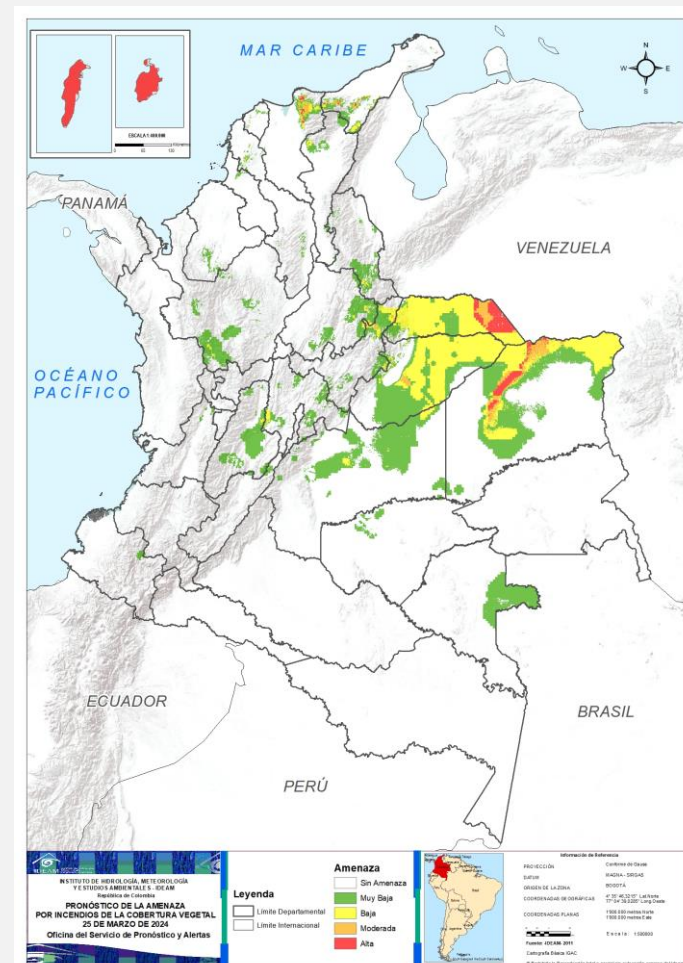 MAR CARIBE
N
W
E
S
ESCALA 1:400.000
PANAMÁ
VENEZUELA
OCÉANO
PACÍFICO
ECUADOR
BRASIL
PERÚ
INSTITUTO DE HIDROLOGÍA, METEOROLOGÍA
Y ESTUDIOS AMBIENTALES - IDEAM
República de Colombia
PRONÓSTICO DE LA AMENAZA
POR INCENDIOS DE LA COBERTURA VEGETAL
25 DE MARZO DE 2024
Oficina del Servicio de Pronóstico y Alertas
Leyenda
Límite Departamental
Límite Internacional
Amenaza
Sin Amenaza
Muy Baja
Baja
Moderada
Alta
Información de Referencia
PROYECCIÓN
Conforme de Gauss
DATUM
MAGNA - SIRGAS
ORIGEN DE LA ZONA
BOGOTÁ
COORDENADAS GEOGRÁFICAS
COORDENADAS PLANAS
Fuente: IDEAM 2011
Cartografía Básica IGAC